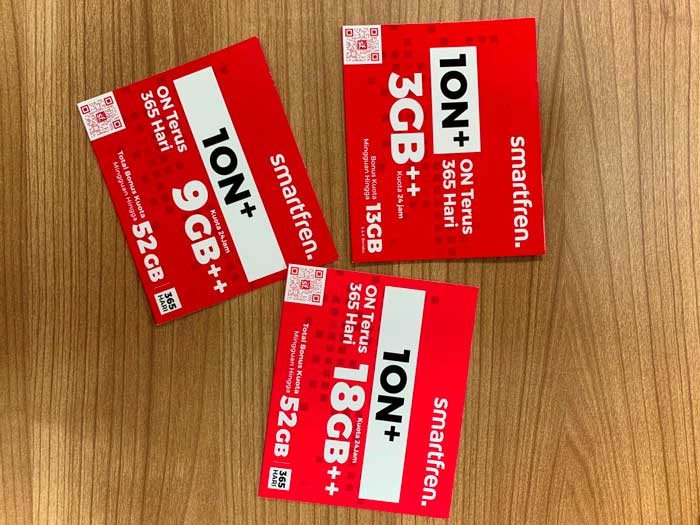 smartfren.
1ON+
ON Terus
365 Hari
Kuota 24Jam
9GB++
Total Bonus Kuota
Mingguan Hingga
52GB
365
HARI
smartfren.
1ON+
ON Terus
365 Hari
3GB++
Kuota 24 jam
Bonus Kuota
Mingguan Hingga
13GB
smartfren.
1ON+
ON Terus
365 Hari
Kuota 24Jam
18GB++
Total Bonus Kuota
Mingguan Hingga
52GB
365
HARI